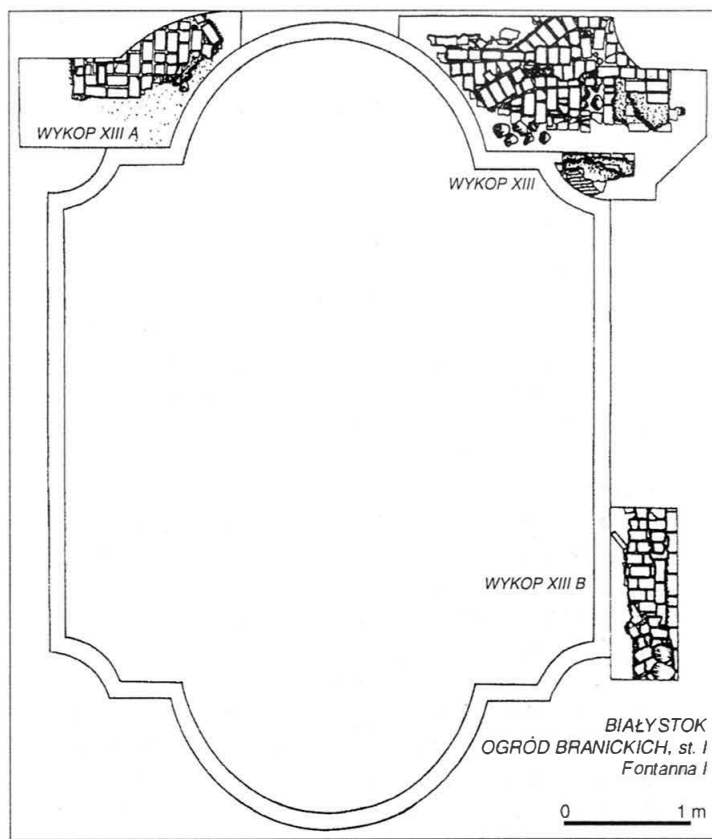 WYKOP XIII A
WYKOP XIII
WYKOP XIII B
BIAŁYSTOK
OGRÓD BRANICKICH, st. I
Fontanna I
0 1 m